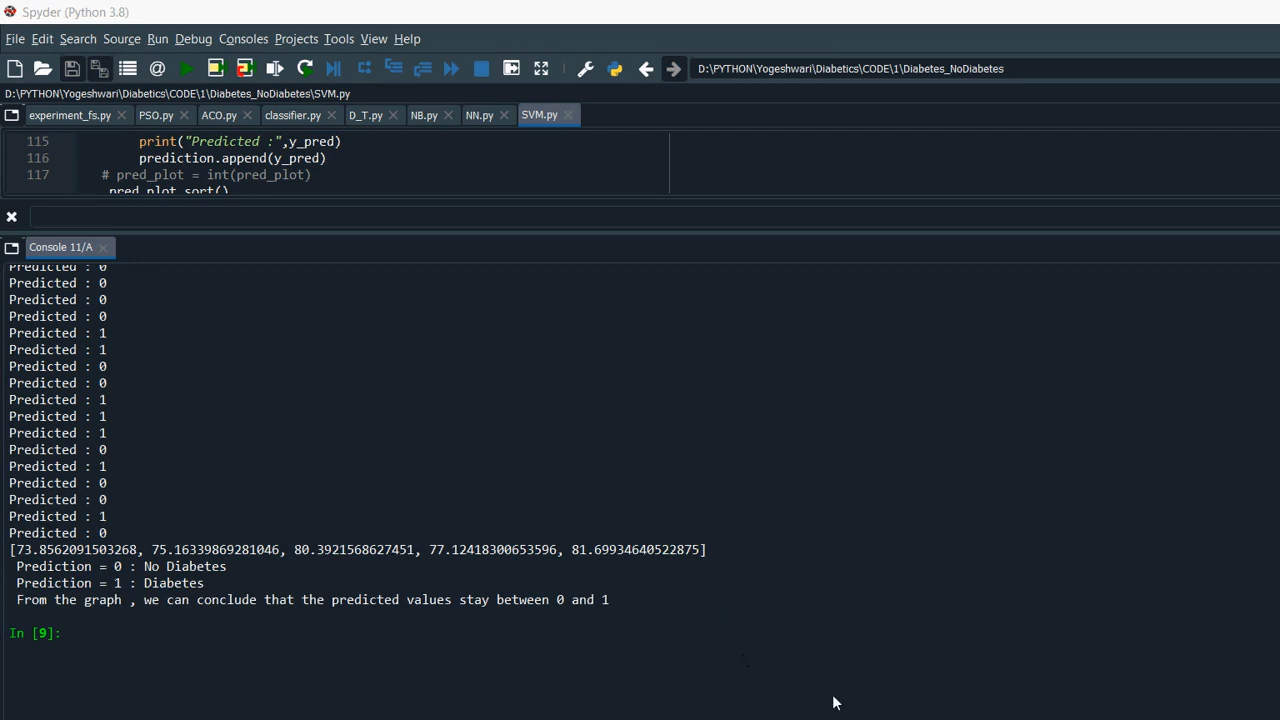 Spyder (Python 3.8)
File Edit Search Source Run Debug Consoles Projects Tools View Help
D:\PYTHON\Yogeshwari\Diabetics\CODE\1\Diabetes_NoDiabetes
D:\PYTHON\Yogeshwari\Diabetics\CODE\1\Diabetes_NoDiabetes\SVM.py
experiment_fs.py PSO.py ACO.py classifier.py D_T.py NB.py NN.py SVM.py
115 print("Predicted :",y_pred)
116 prediction.append(y_pred)
117 # pred_plot = int(pred_plot)
pred_plot.sort()
Console 11/A
Predicted : 0
Predicted : 0
Predicted : 0
Predicted : 0
Predicted : 1
Predicted : 1
Predicted : 0
Predicted : 0
Predicted : 1
Predicted : 1
Predicted : 1
Predicted : 0
Predicted : 1
Predicted : 0
Predicted : 0
Predicted : 1
Predicted : 0
[73.8562091503268, 75.16339869281046, 80.3921568627451, 77.12418300653596, 81.69934640522875]
Prediction = 0 : No Diabetes
Prediction = 1 : Diabetes
From the graph , we can conclude that the predicted values stay between 0 and 1
In [9]: